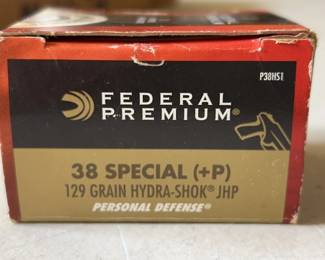 P38HS1
FEDERAL
PREMIUM®
38 SPECIAL (+P)
129 GRAIN HYDRA-SHOK® JHP
PERSONAL DEFENSE®